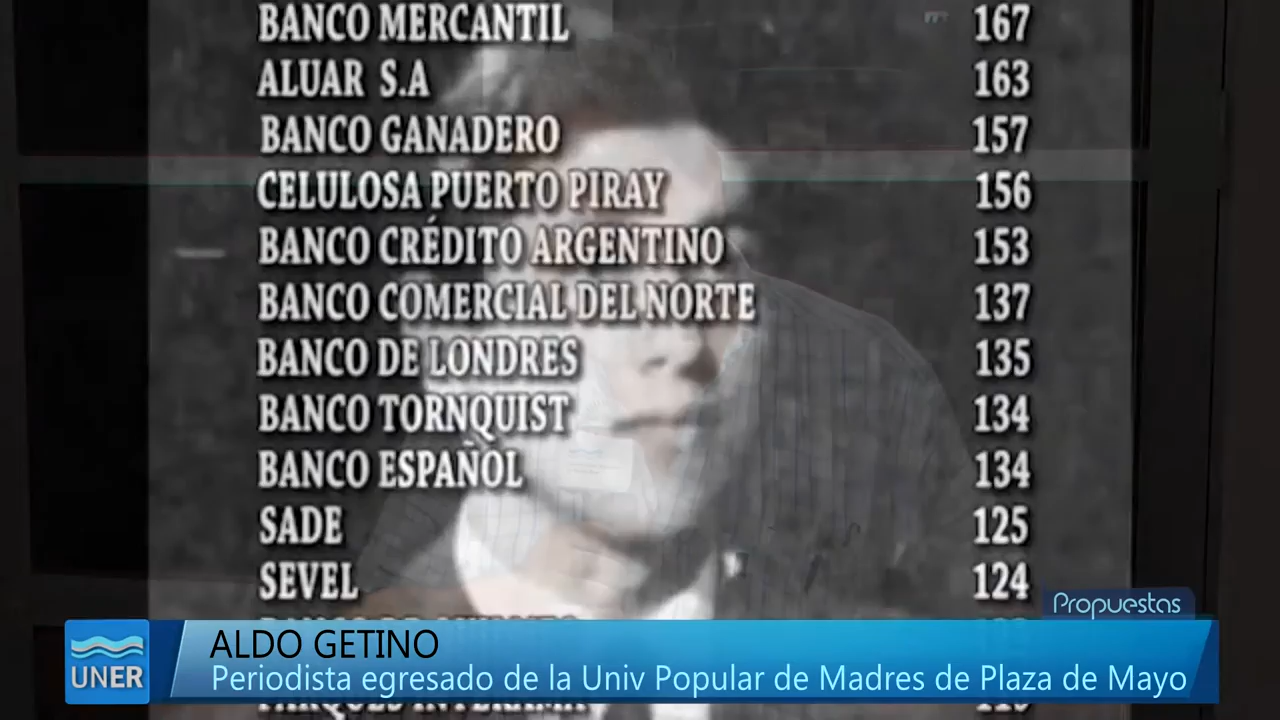 BANCO MERCANTIL 167
ALUAR S.A 163
BANCO GANADERO 157
CELULOSA PUERTO PIRAY 156
BANCO CRÉDITO ARGENTINO 153
BANCO COMERCIAL DEL NORTE 137
BANCO DE LONDRES 135
BANCO TORNQUIST 134
BANCO ESPAÑOL 134
SADE 125
SEVEL 124
Propuestas
UNER
ALDO GETINO
Periodista egresado de la Univ Popular de Madres de Plaza de Mayo